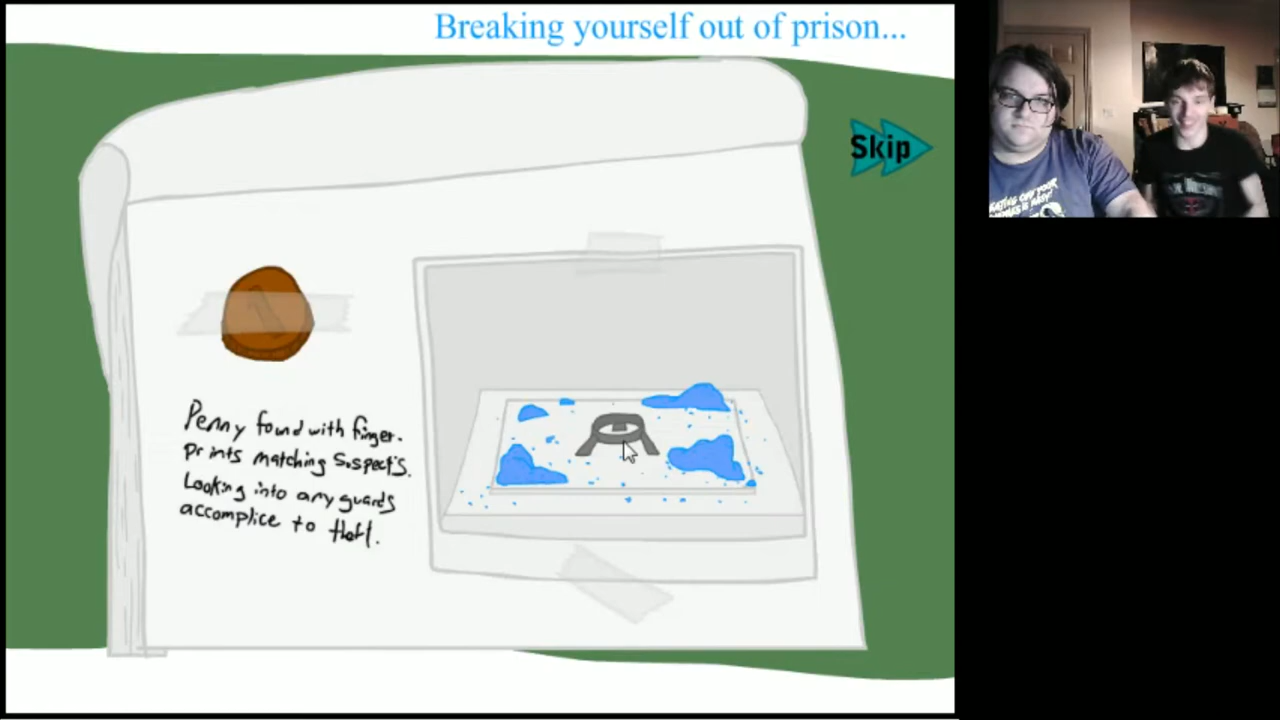 Breaking yourself out of prison...
Skip
Penny found with finger-
prints matching suspect's.
Looking into any guards
accomplice to theft.